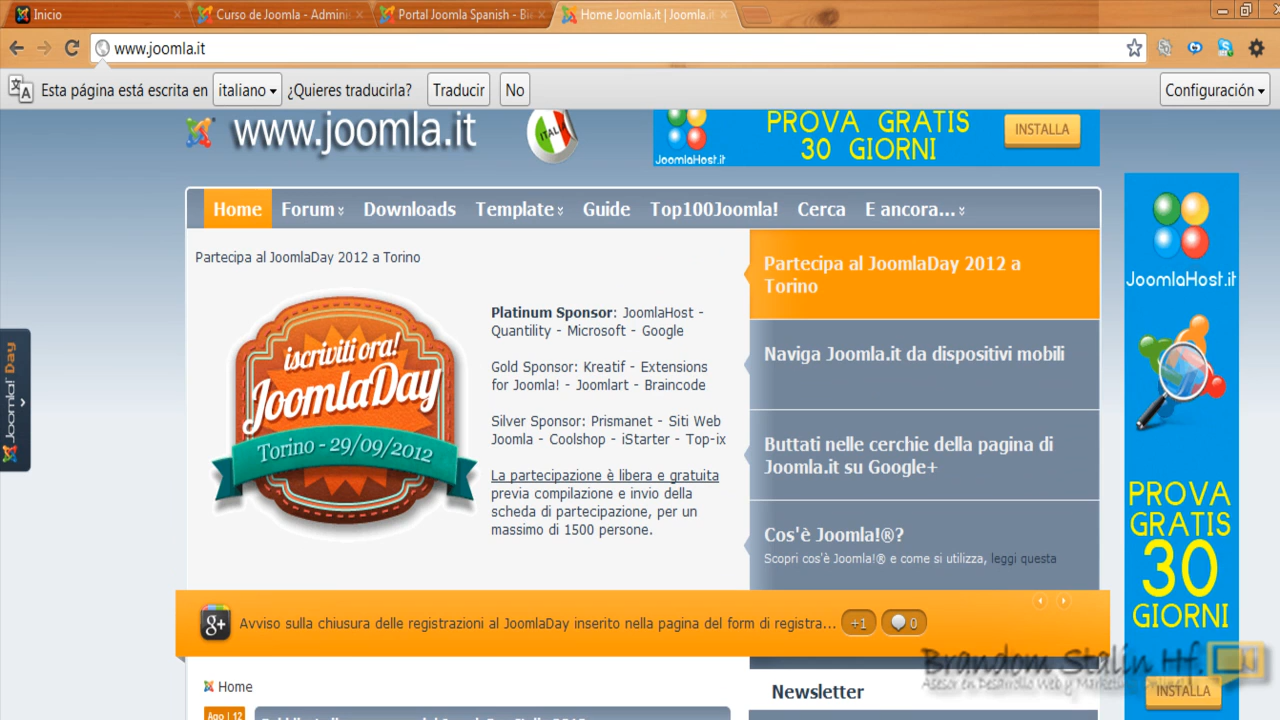 Inicio
Curso de Joomla - Admini
Portal Joomla Spanish - Bi
Home Joomla.it | Joomla.it
www.joomla.it
Esta página está escrita en italiano ¿Quieres traducirla? Traducir No Configuración
www.joomla.it
ITALIA
JoomlaHost.it
PROVA GRATIS
30 GIORNI
INSTALLA
Home Forum Downloads Template Guide Top100Joomla! Cerca E ancora...
Partecipa al JoomlaDay 2012 a Torino
iscriviti ora!
JoomlaDay
Torino - 29/09/2012
Platinum Sponsor: JoomlaHost -
Quantility - Microsoft - Google
Gold Sponsor: Kreatif - Extensions
for Joomla! - Joomlart - Braincode
Silver Sponsor: Prismanet - Siti Web
Joomla - Coolshop - iStarter - Top-ix
La partecipazione è libera e gratuita
previa compilazione e invio della
scheda di partecipazione, per un
massimo di 1500 persone.
Partecipa al JoomlaDay 2012 a
Torino
Naviga Joomla.it da dispositivi mobili
Buttati nelle cerchie della pagina di
Joomla.it su Google+
Cos'è Joomla!®?
Scopri cos'è Joomla!® e come si utilizza, leggi questa
Joomla! Day
JoomlaHost.it
PROVA
GRATIS
30
GIORNI
INSTALLA
g+
Avviso sulla chiusura delle registrazioni al JoomlaDay inserito nella pagina del form di registra... +1 0
Brandom Stalin Hf.
Asesor en Desarrollo Web y Marketing
Home
Newsletter
Ago | 12